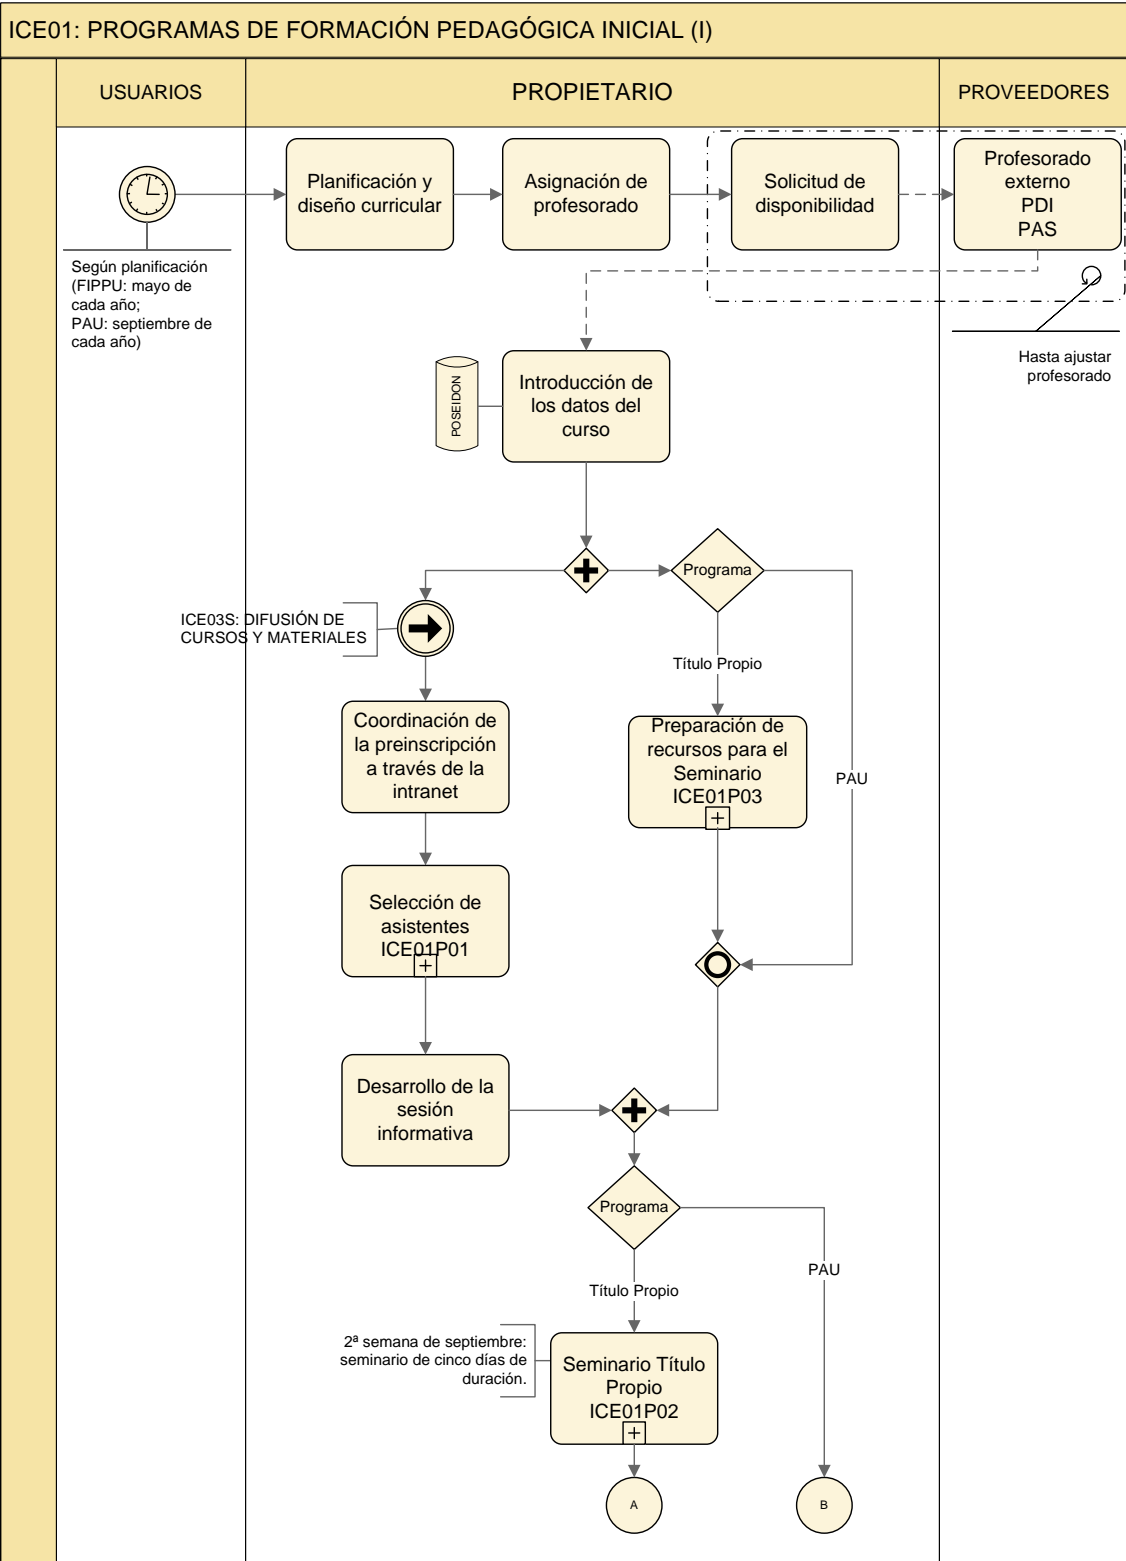 ICE01: PROGRAMAS DE FORMACIÓN PEDAGÓGICA INICIAL (I)
USUARIOS
PROPIETARIO
PROVEEDORES
Planificación y
diseño curricular
Asignación de
profesorado
Solicitud de
disponibilidad
Profesorado
externo
PDI
PAS
Según planificación
(FIPPU: mayo de
cada año;
PAU: septiembre de
cada año)
Hasta ajustar
profesorado
POSEIDON
Introducción de
los datos del
curso
Programa
ICE03S: DIFUSIÓN DE
CURSOS Y MATERIALES
Título Propio
Coordinación de
la preinscripción
a través de la
intranet
Preparación de
recursos para el
Seminario
ICE01P03
PAU
Selección de
asistentes
ICE01P01
Desarrollo de la
sesión
informativa
Programa
PAU
Título Propio
2ª semana de septiembre:
seminario de cinco días de
duración.
Seminario Título
Propio
ICE01P02
A
B